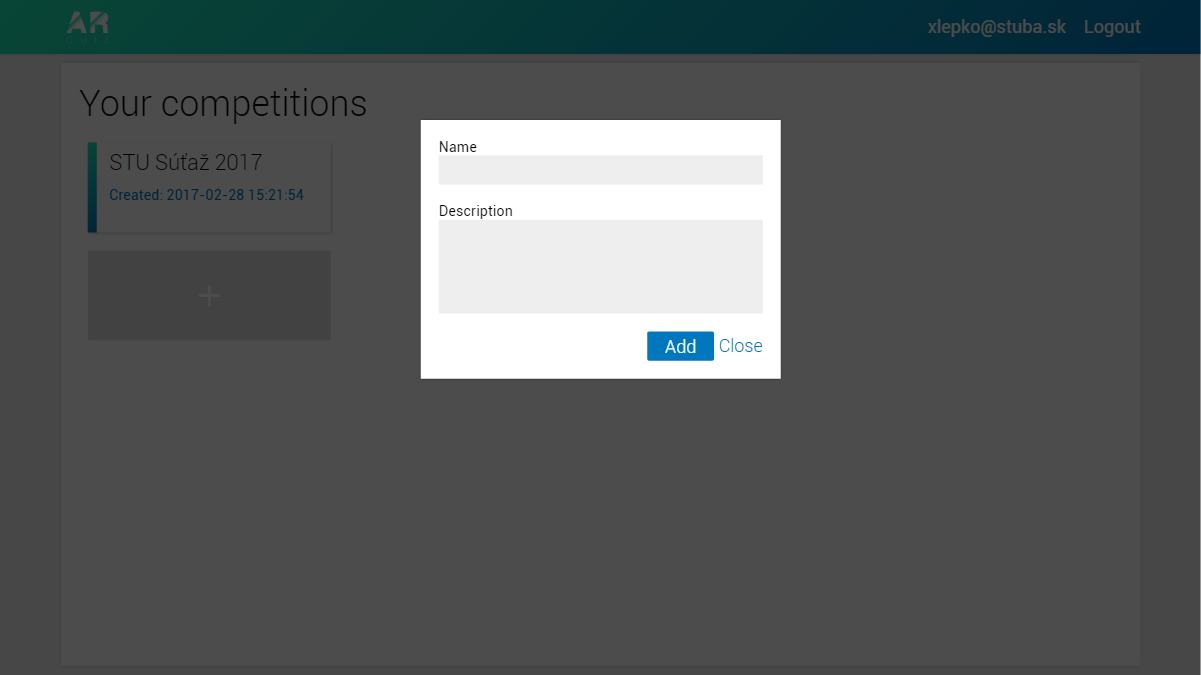 AR
QUIZ
xlepko@stuba.sk Logout
Your competitions
STU Súťaž 2017
Created: 2017-02-28 15:21:54
+
Name
Description
Add Close